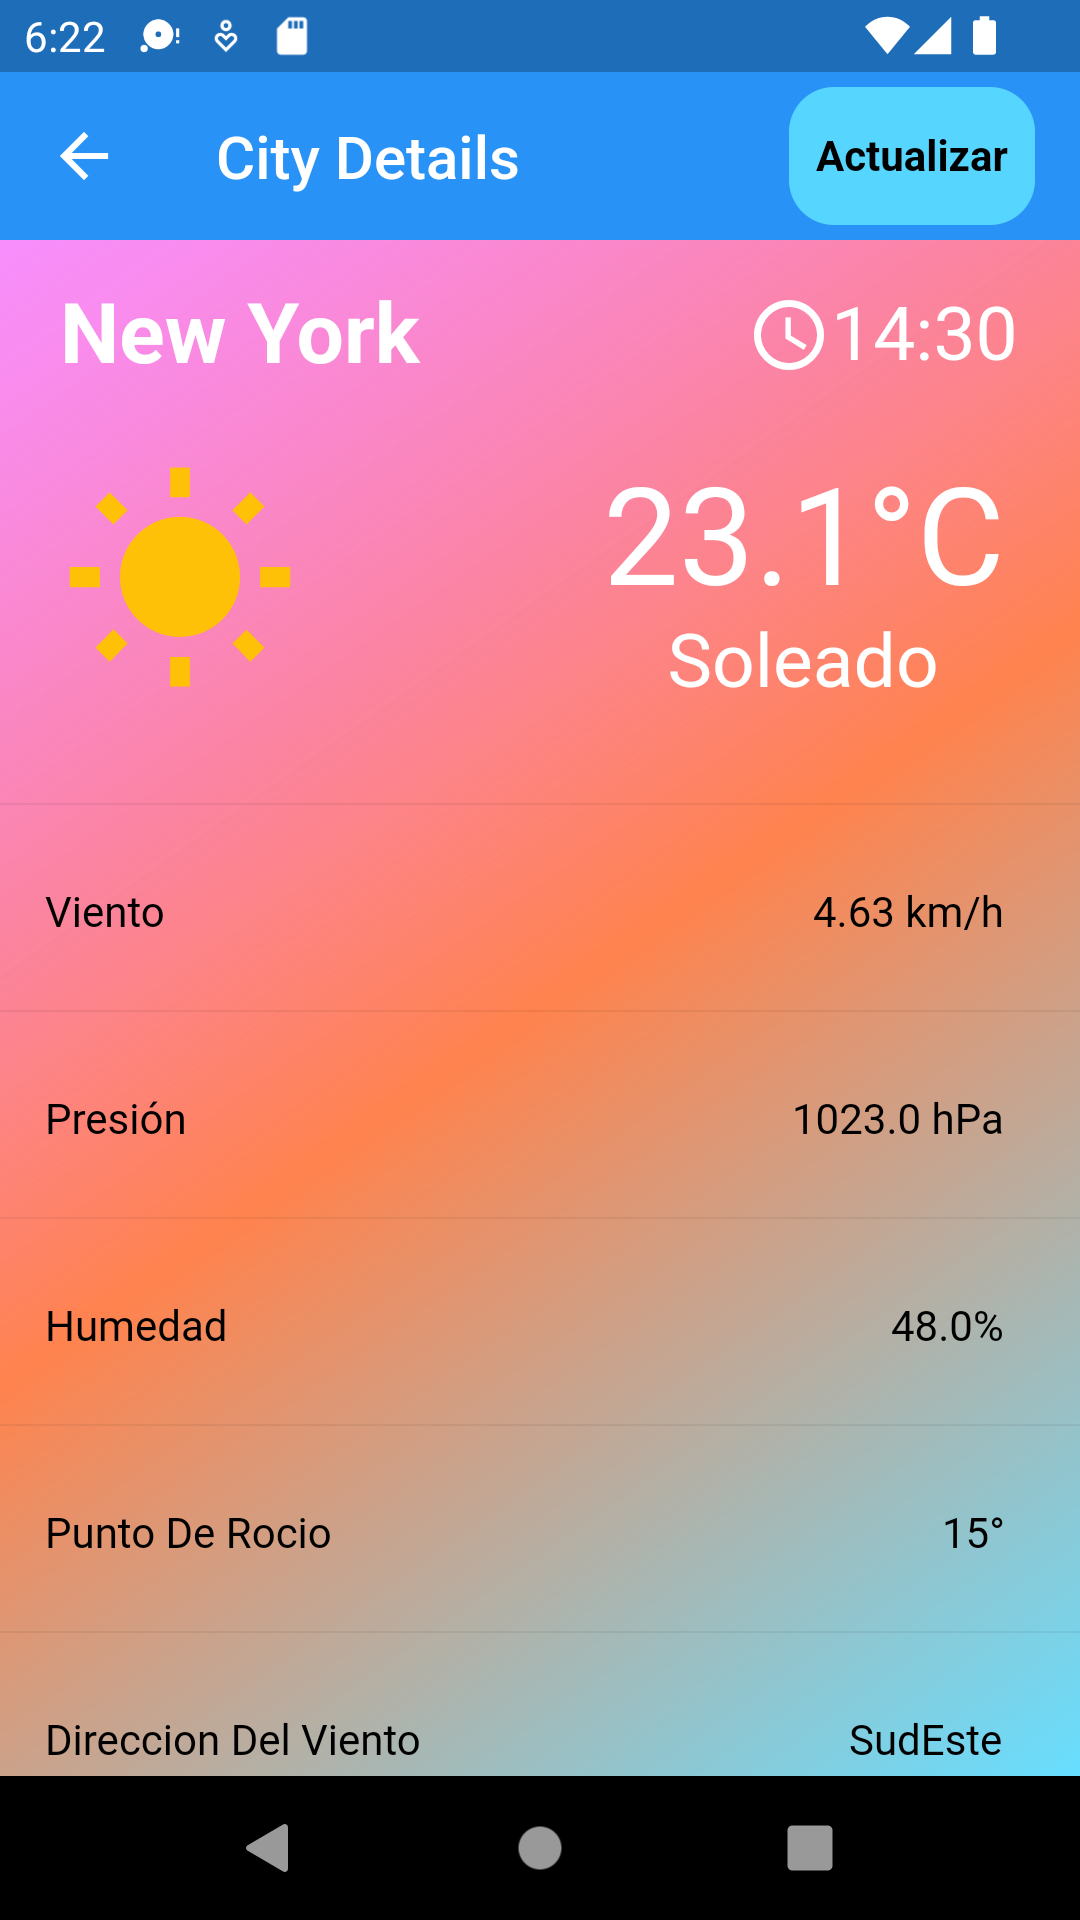 6:22
City Details
Actualizar
New York
14:30
23.1°C
Soleado
Viento
4.63 km/h
Presión
1023.0 hPa
Humedad
48.0%
Punto De Rocio
15°
Direccion Del Viento
SudEste